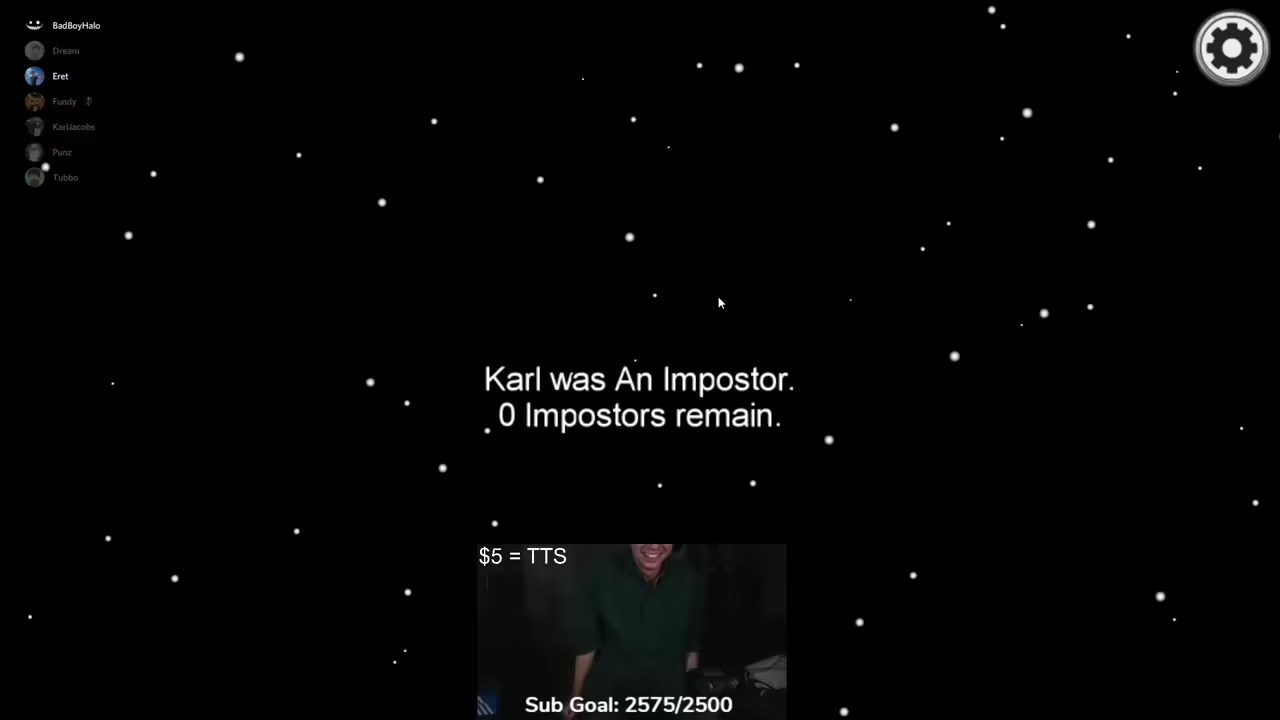 BadBoyHalo
Dream
Eret
Fundy
KarlJacobs
Punz
Tubbo
Karl was An Impostor.
0 Impostors remain.
$5 = TTS
Sub Goal: 2575/2500